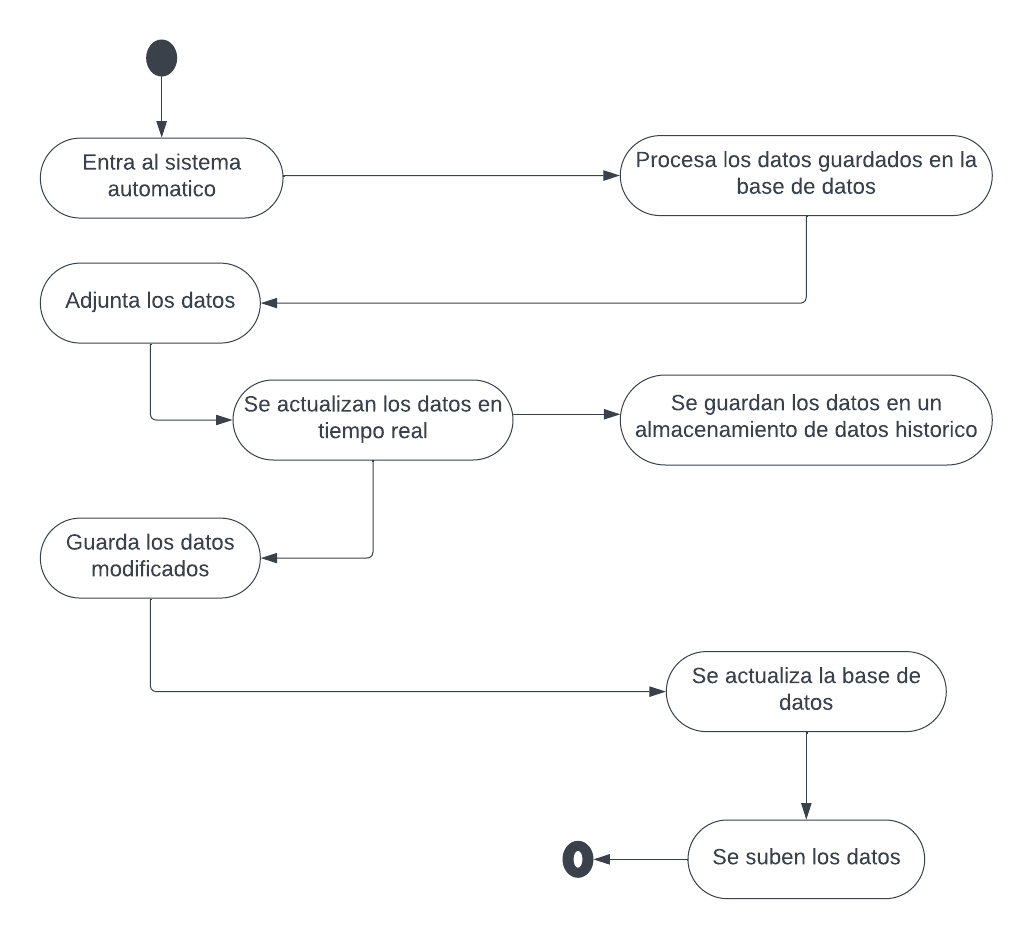 Entra al sistema
automatico
Procesa los datos guardados en la
base de datos
Adjunta los datos
Se actualizan los datos en
tiempo real
Se guardan los datos en un
almacenamiento de datos historico
Guarda los datos
modificados
Se actualiza la base de
datos
Se suben los datos